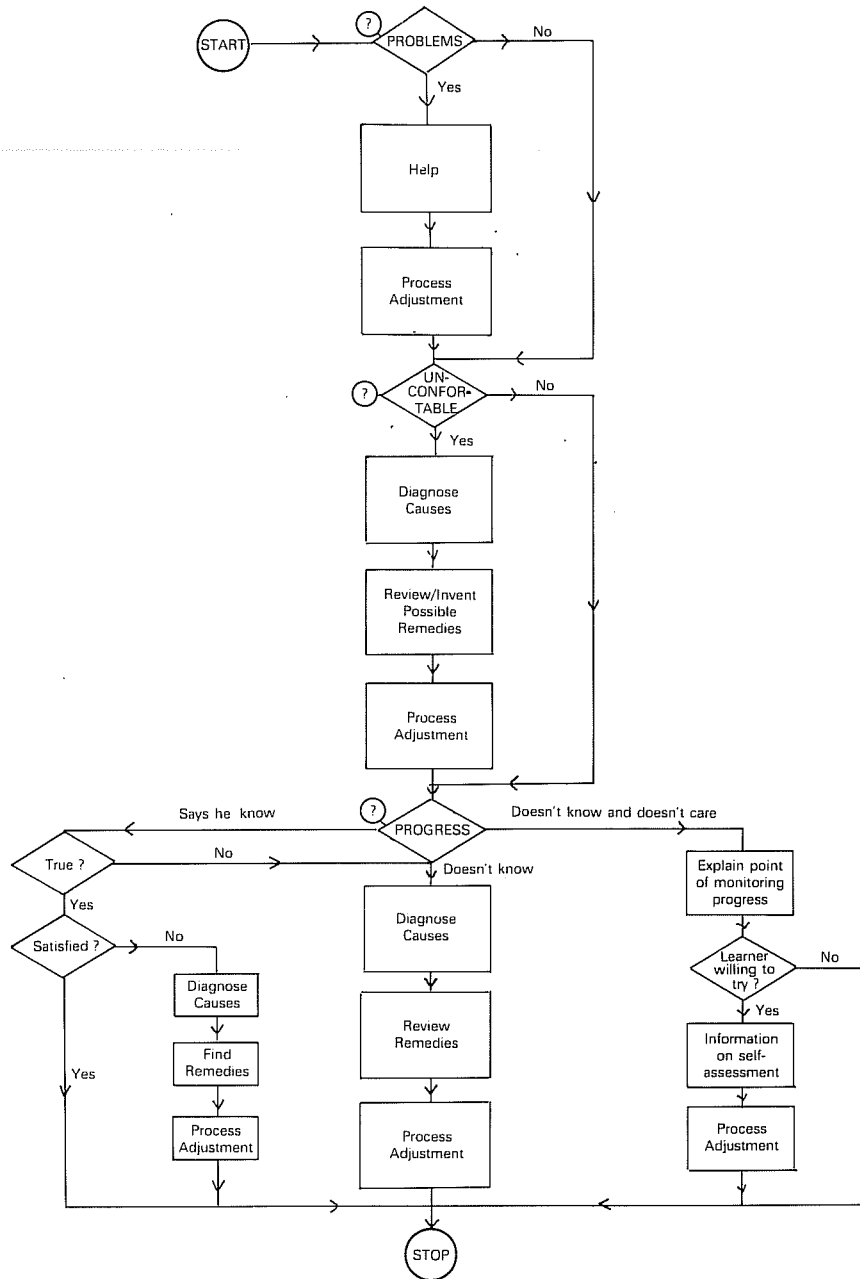 ?
START
PROBLEMS
No
Yes
Help
Process
Adjustment
UN-
CONFOR-
TABLE
?
No
Yes
Diagnose
Causes
Review/Invent
Possible
Remedies
Process
Adjustment
Says he know
?
PROGRESS
Doesn't know and doesn't care
True ?
No
Doesn't know
Explain point
of monitoring
progress
Yes
Satisfied ?
No
Diagnose
Causes
Diagnose
Causes
Learner
willing to
try ?
No
Yes
Yes
Find
Remedies
Review
Remedies
Information
on self-
assessment
Process
Adjustment
Process
Adjustment
Process
Adjustment
STOP